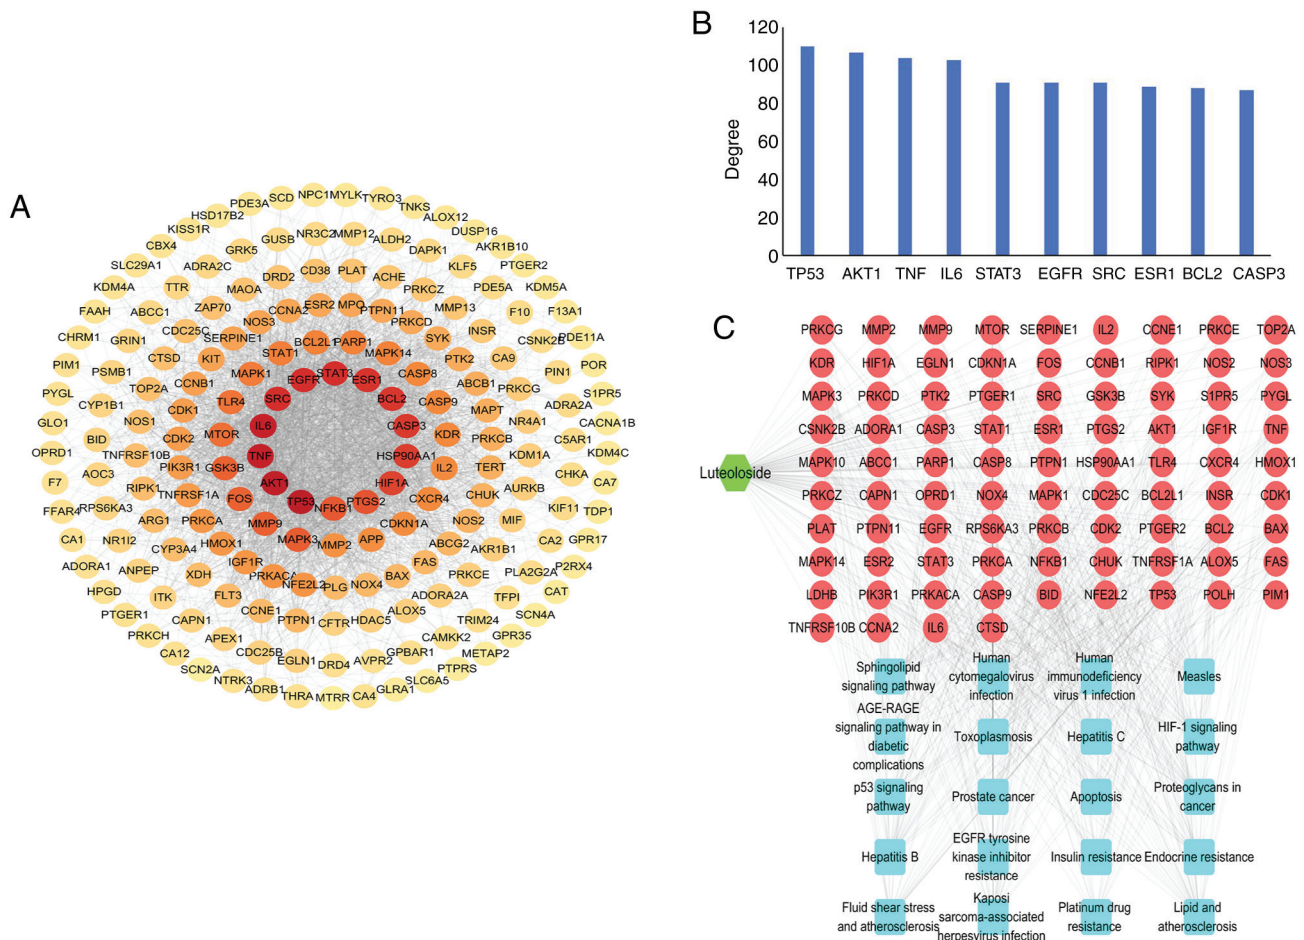 A
SCD NPC1 MYLK TYRO3
PDE3A TNKS
HSD17B2 ALOX12
KISS1R DUSP16
CBX4 GUSB NR3C2 MMP12 ALDH2 AKR1B10
SLC29A1 GRK5 DAPK1 PTGER2
KDM4A ADRA2C DRD2 CD38 PLAT ACHE KLF5 KDM5A
FAAH TTR MAOA PRKCZ PDE5A F13A1
CHRM1 ABCC1 ZAP70 CCNA2 ESR2 MPO PTPN11 MMP13 F10 PDE11A
PIM1 GRIN1 CDC25C NOS3 PRKCD INSR CSNK2B POR
PYGL PSMB1 CTSD SERPINE1 STAT1 BCL2L1 PARP1 MAPK14 SYK CA9 PIN1 S1PR5
GLO1 CYP1B1 TOP2A KIT MAPK1 EGFR STAT3 ESR1 CASP8 PTK2 ABCB1 PRKCG ADRA2A CACNA1B
OPRD1 BID NOS1 CCNB1 TLR4 SRC BCL2 CASP9 MAPT NR4A1 C5AR1 KDM4C
F7 AOC3 TNFRSF10B CDK1 CDK2 MTOR IL6 CASP3 KDR PRKCB KDM1A CHKA CA7
FFAR4 RPS6KA3 RIPK1 PIK3R1 GSK3B TNF HSP90AA1 IL2 TERT AURKB KIF11 TDP1
CA1 NR1I2 ARG1 TNFRSF1A FOS AKT1 HIF1A CXCR4 CHUK MIF CA2 GPR17
ADORA1 ANPEP CYP3A4 PRKCA MMP9 TP53 NFKB1 PTGS2 CDKN1A NOS2 AKR1B1 PLA2G2A P2RX4
HPGD ITK XDH HMOX1 MAPK3 MMP2 APP ABCG2 PRKCE TFPI CAT
PTGER1 CAPN1 FLT3 IGF1R PRKACA NFE2L2 PLG NOX4 BAX FAS ADORA2A TRIM24 SCN4A
PRKCH APEX1 CCNE1 PTPN1 CFTR HDAC5 ALOX5 CAMKK2 GPR35
CA12 CDC25B EGLN1 DRD4 AVPR2 GPBAR1 METAP2
SCN2A NTRK3 PTPRS
ADRB1 THRA MTRR CA4 GLRA1 SLC6A5
B
Degree
120
100
80
60
40
20
0
TP53 AKT1 TNF IL6 STAT3 EGFR SRC ESR1 BCL2 CASP3
C
PRKCG MMP2 MMP9 MTOR SERPINE1 IL2 CCNE1 PRKCE TOP2A
KDR HIF1A EGLN1 CDKN1A FOS CCNB1 RIPK1 NOS2 NOS3
MAPK3 PRKCD PTK2 PTGER1 SRC GSK3B SYK S1PR5 PYGL
CSNK2B ADORA1 CASP3 STAT1 ESR1 PTGS2 AKT1 IGF1R TNF
Luteoloside
MAPK10 ABCC1 PARP1 CASP8 PTPN1 HSP90AA1 TLR4 CXCR4 HMOX1
PRKCZ CAPN1 OPRD1 NOX4 MAPK1 CDC25C BCL2L1 INSR CDK1
PLAT PTPN11 EGFR RPS6KA3 PRKCB CDK2 PTGER2 BCL2 BAX
MAPK14 ESR2 STAT3 PRKCA NFKB1 CHUK TNFRSF1A ALOX5 FAS
LDHB PIK3R1 PRKACA CASP9 BID NFE2L2 TP53 POLH PIM1
TNFRSF10B CCNA2 IL6 CTSD
Sphingolipid
signaling pathway
Human
cytomegalovirus
infection
Human
immunodeficiency
virus 1 infection
Measles
AGE-RAGE
signaling pathway in
diabetic
complications
Toxoplasmosis
Hepatitis C
HIF-1 signaling
pathway
p53 signaling
pathway
Prostate cancer
Apoptosis
Proteoglycans in
cancer
Hepatitis B
EGFR tyrosine
kinase inhibitor
resistance
Insulin resistance
Endocrine resistance
Fluid shear stress
and atherosclerosis
Kaposi
sarcoma-associated
herpesvirus infection
Platinum drug
resistance
Lipid and
atherosclerosis